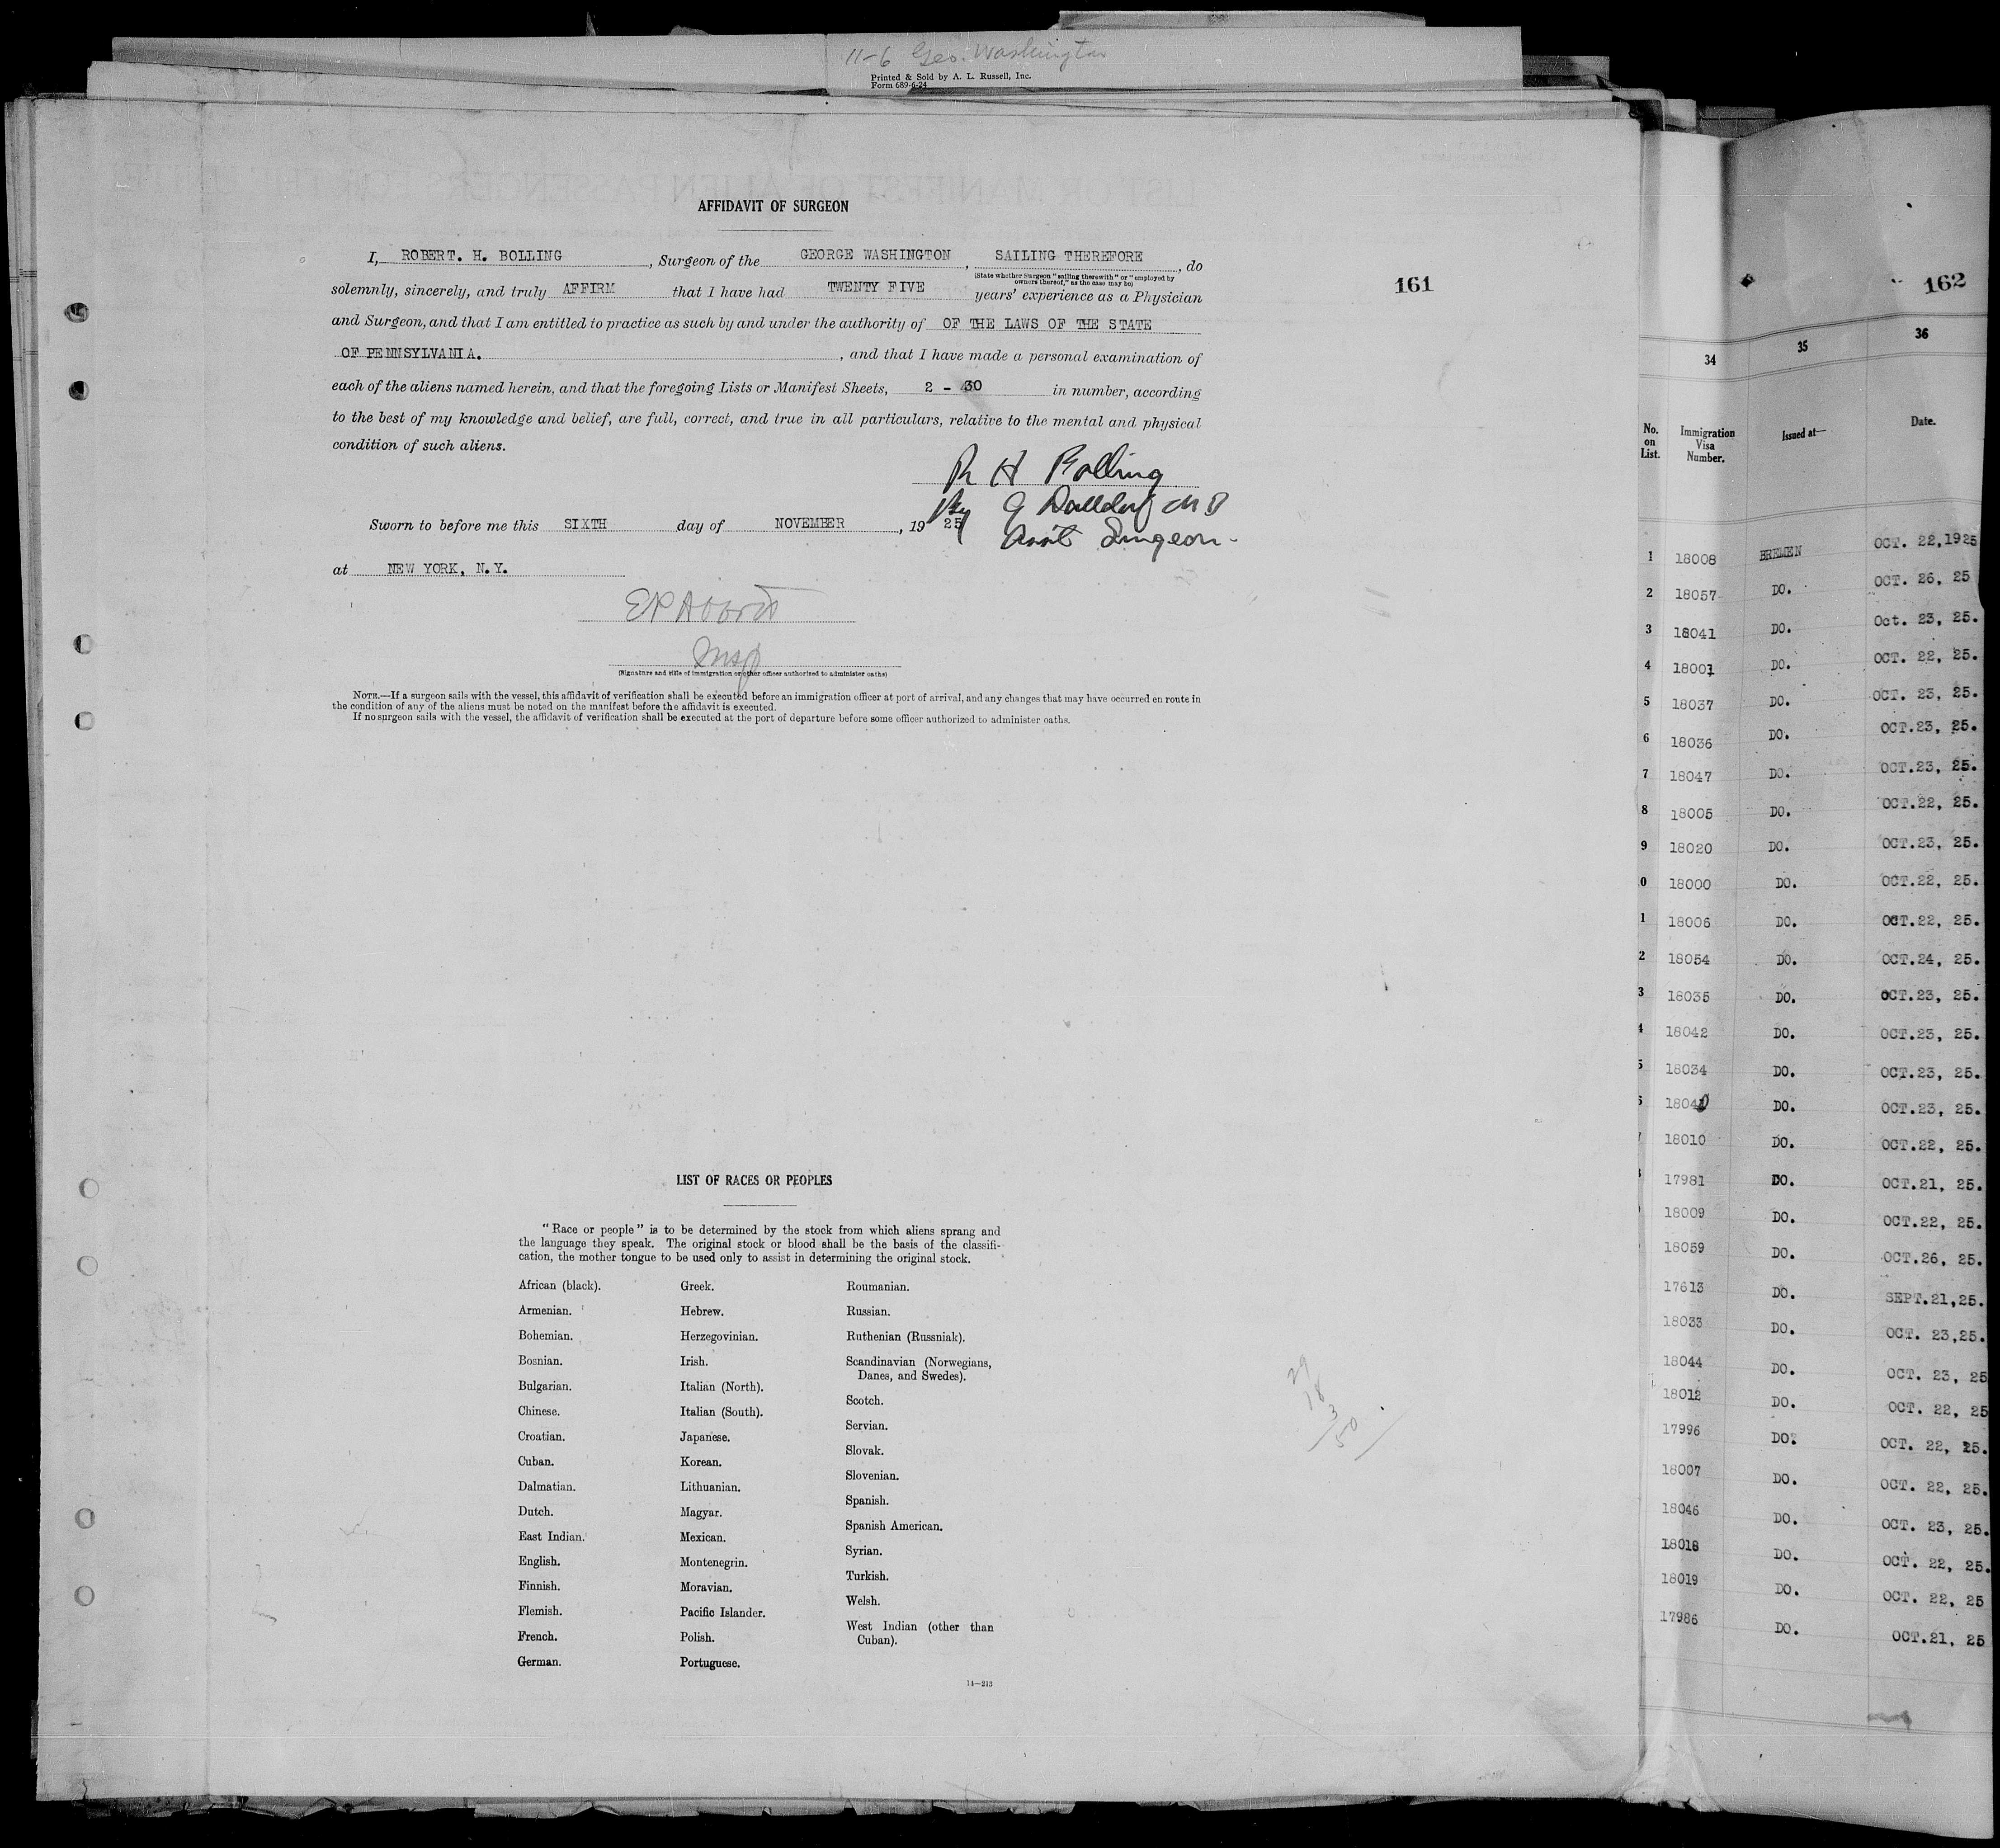 11-6 Geo. Washington
Printed & Sold by A. L. Russell, Inc.
Form 689-6-24
AFFIDAVIT OF SURGEON
I, ROBERT. H. BOLLING, Surgeon of the GEORGE WASHINGTON, SAILING THEREFORE, do
(State whether Surgeon "sailing therewith" or "employed by
owners thereof," as the case may be)
solemnly, sincerely, and truly AFFIRM that I have had TWENTY FIVE years' experience as a Physician
and Surgeon, and that I am entitled to practice as such by and under the authority of OF THE LAWS OF THE STATE
OF PENNSYLVANIA., and that I have made a personal examination of
each of the aliens named herein, and that the foregoing Lists or Manifest Sheets, 2 - 30 in number, according
to the best of my knowledge and belief, are full, correct, and true in all particulars, relative to the mental and physical
condition of such aliens.
R H Bolling
By G Dalldorf MD
Asst Surgeon-
Sworn to before me this SIXTH day of NOVEMBER, 19 25
at NEW YORK, N.Y.
Insp
(Signature and title of immigration or other officer authorized to administer oaths)
NOTE.—If a surgeon sails with the vessel, this affidavit of verification shall be executed before an immigration officer at port of arrival, and any changes that may have occurred en route in
the condition of any of the aliens must be noted on the manifest before the affidavit is executed.
If no surgeon sails with the vessel, the affidavit of verification shall be executed at the port of departure before some officer authorized to administer oaths.
161
LIST OF RACES OR PEOPLES
"Race or people" is to be determined by the stock from which aliens sprang and
the language they speak. The original stock or blood shall be the basis of the classifi-
cation, the mother tongue to be used only to assist in determining the original stock.
African (black).
Armenian.
Bohemian.
Bosnian.
Bulgarian.
Chinese.
Croatian.
Cuban.
Dalmatian.
Dutch.
East Indian.
English.
Finnish.
Flemish.
French.
German.
Greek.
Hebrew.
Herzegovinian.
Irish.
Italian (North).
Italian (South).
Japanese.
Korean.
Lithuanian.
Magyar.
Mexican.
Montenegrin.
Moravian.
Pacific Islander.
Polish.
Portuguese.
Roumanian.
Russian.
Ruthenian (Russniak).
Scandinavian (Norwegians,
Danes, and Swedes).
Scotch.
Servian.
Slovak.
Slovenian.
Spanish.
Spanish American.
Syrian.
Turkish.
Welsh.
West Indian (other than
Cuban).
14—213
29
18
3
50
162
34 35 36
No. on List. Immigration Visa Number. Issued at— Date.
1 18008 BREMEN OCT. 22,1925
2 18057 DO. OCT. 26, 25
3 18041 DO. Oct. 23, 25.
4 18001 DO. OCT. 22, 25.
5 18037 DO. OCT. 23, 25.
6 18036 DO. OCT.23, 25.
7 18047 DO. OCT.23, 25.
8 18005 DO. OCT.22, 25.
9 18020 DO. OCT.23, 25.
0 18000 DO. OCT.22, 25.
1 18006 DO. OCT.22, 25.
2 18054 DO. OCT.24, 25.
3 18035 DO. OCT.23, 25.
4 18042 DO. OCT.23, 25.
5 18034 DO. OCT.23, 25.
6 18040 DO. OCT.23, 25.
7 18010 DO. OCT.22, 25.
17981 DO. OCT.21, 25.
18009 DO. OCT.22, 25.
18059 DO. OCT.26, 25.
17613 DO. SEPT.21,25.
18033 DO. OCT. 23,25.
18044 DO. OCT. 23, 25
18012 DO. OCT. 22, 25
17996 DO. OCT. 22, 25.
18007 DO. OCT. 22, 25.
18046 DO. OCT. 23, 25.
18018 DO. OCT. 22, 25.
18019 DO. OCT. 22, 25
17986 DO. OCT.21, 25